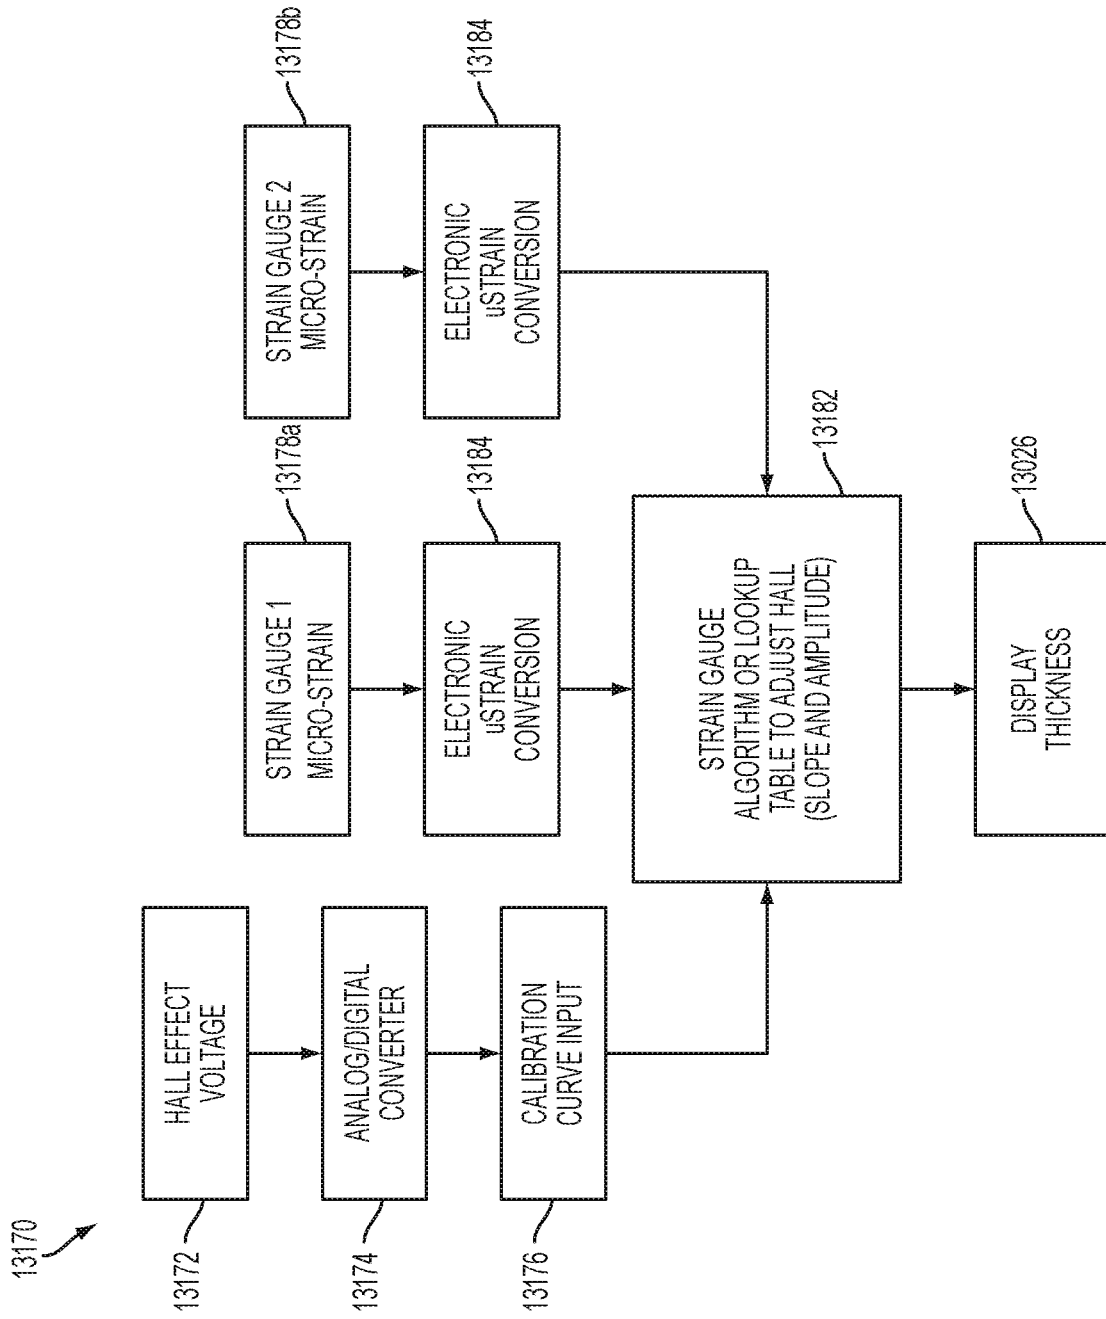 13170
HALL EFFECT
VOLTAGE
13172
ANALOG/DIGITAL
CONVERTER
13174
CALIBRATION
CURVE INPUT
13176
STRAIN GAUGE 1
MICRO-STRAIN
13178a
ELECTRONIC
uSTRAIN
CONVERSION
13184
STRAIN GAUGE 2
MICRO-STRAIN
13178b
ELECTRONIC
uSTRAIN
CONVERSION
13184
STRAIN GAUGE
ALGORITHM OR LOOKUP
TABLE TO ADJUST HALL
(SLOPE AND AMPLITUDE)
13182
DISPLAY
THICKNESS
13026